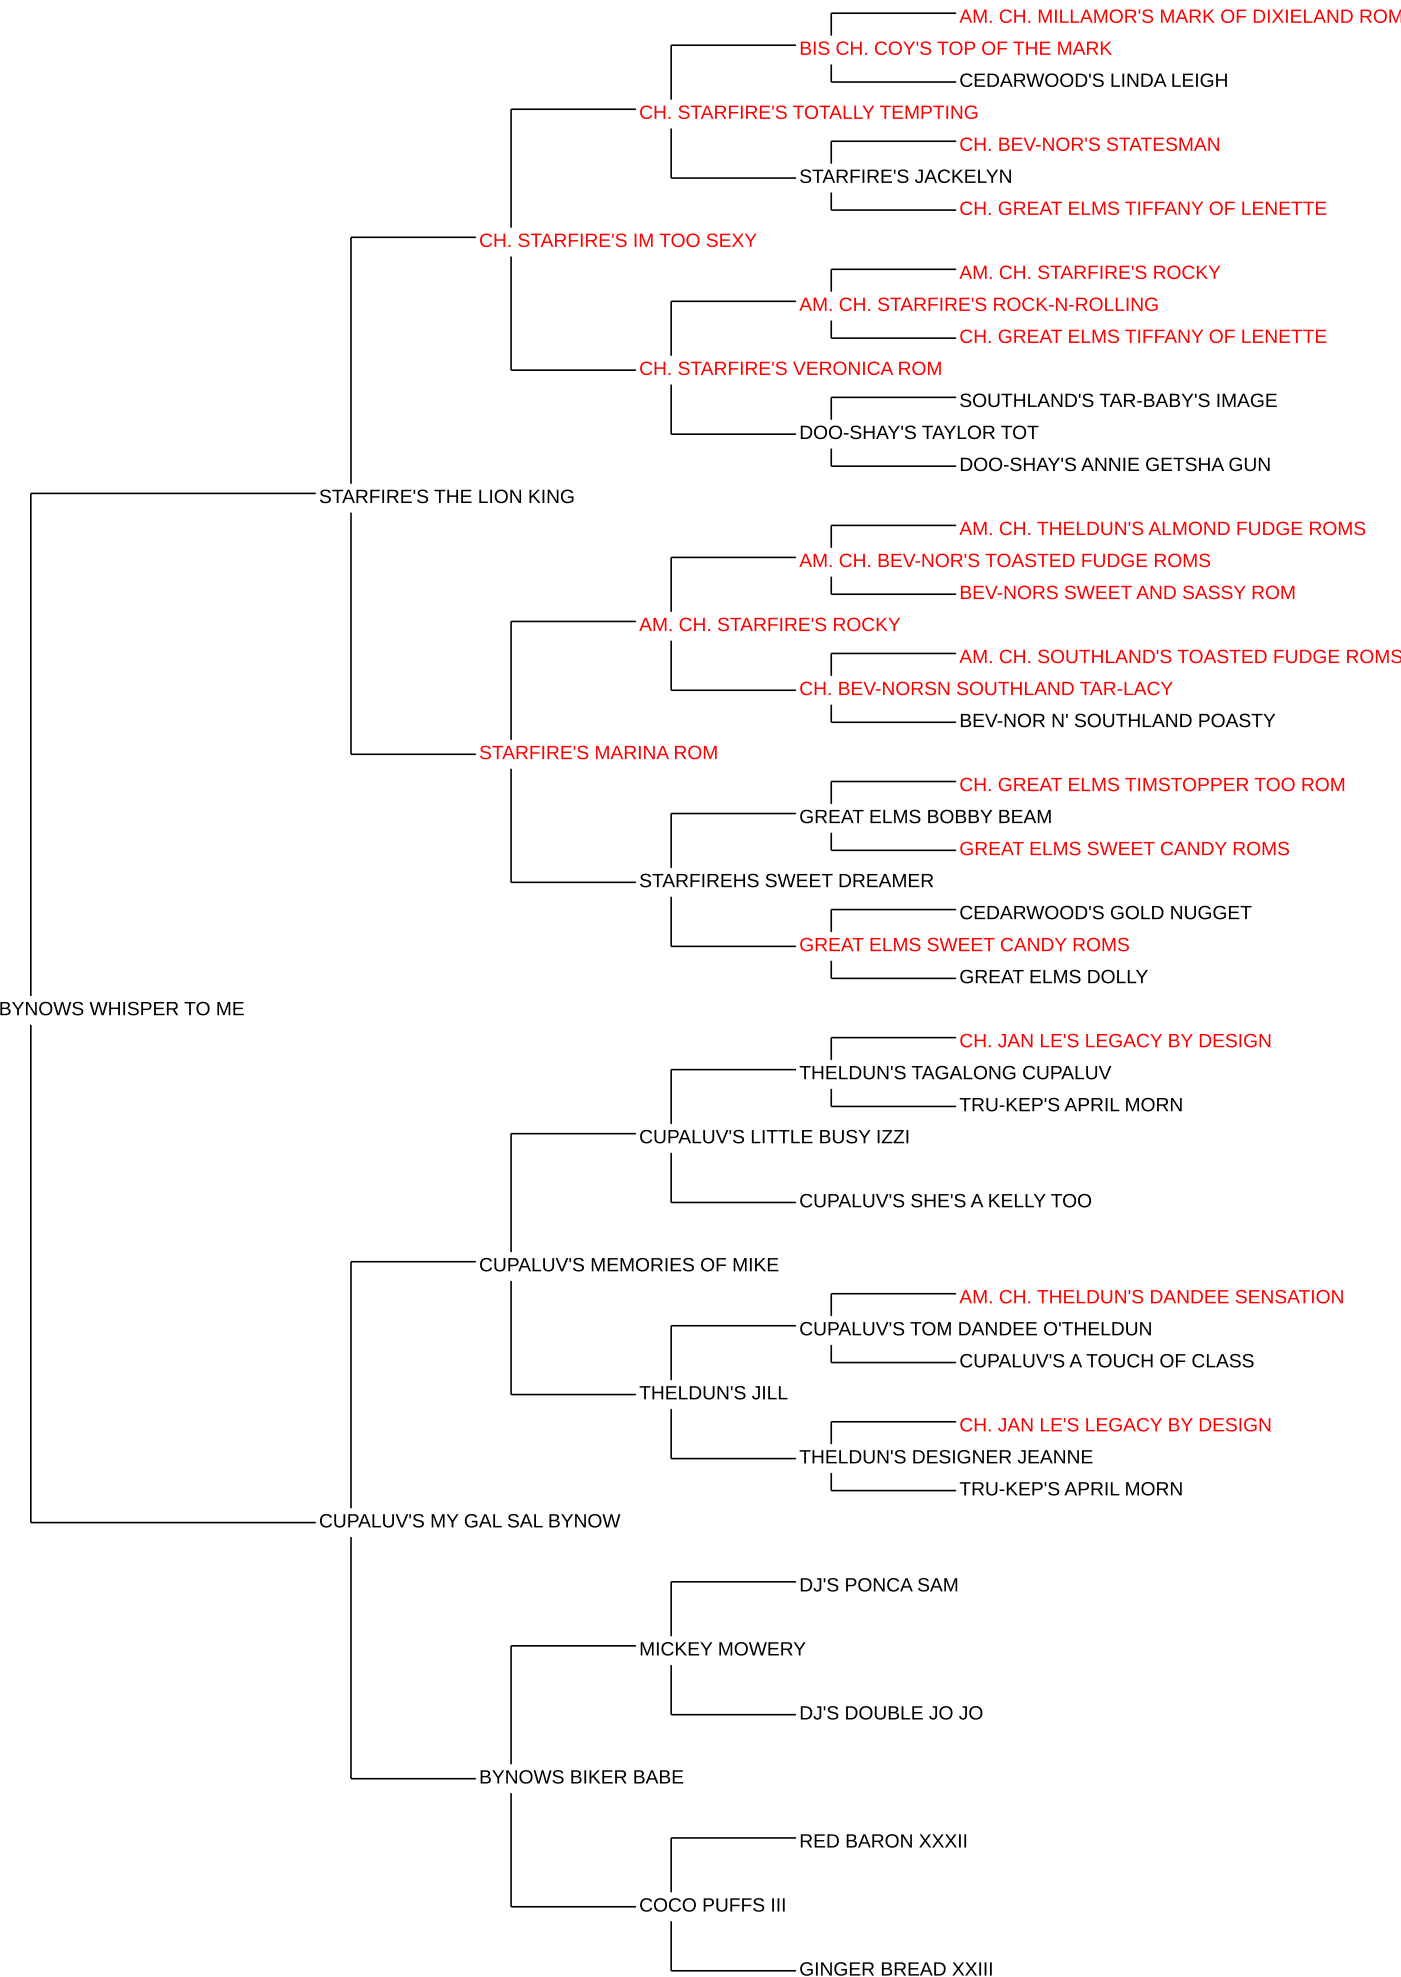 AM. CH. MILLAMOR'S MARK OF DIXIELAND ROM
BIS CH. COY'S TOP OF THE MARK
CEDARWOOD'S LINDA LEIGH
CH. STARFIRE'S TOTALLY TEMPTING
CH. BEV-NOR'S STATESMAN
STARFIRE'S JACKELYN
CH. GREAT ELMS TIFFANY OF LENETTE
CH. STARFIRE'S IM TOO SEXY
AM. CH. STARFIRE'S ROCKY
AM. CH. STARFIRE'S ROCK-N-ROLLING
CH. GREAT ELMS TIFFANY OF LENETTE
CH. STARFIRE'S VERONICA ROM
SOUTHLAND'S TAR-BABY'S IMAGE
DOO-SHAY'S TAYLOR TOT
DOO-SHAY'S ANNIE GETSHA GUN
STARFIRE'S THE LION KING
AM. CH. THELDUN'S ALMOND FUDGE ROMS
AM. CH. BEV-NOR'S TOASTED FUDGE ROMS
BEV-NORS SWEET AND SASSY ROM
AM. CH. STARFIRE'S ROCKY
AM. CH. SOUTHLAND'S TOASTED FUDGE ROMS
CH. BEV-NORSN SOUTHLAND TAR-LACY
BEV-NOR N' SOUTHLAND POASTY
STARFIRE'S MARINA ROM
CH. GREAT ELMS TIMSTOPPER TOO ROM
GREAT ELMS BOBBY BEAM
GREAT ELMS SWEET CANDY ROMS
STARFIREHS SWEET DREAMER
CEDARWOOD'S GOLD NUGGET
GREAT ELMS SWEET CANDY ROMS
GREAT ELMS DOLLY
BYNOWS WHISPER TO ME
CH. JAN LE'S LEGACY BY DESIGN
THELDUN'S TAGALONG CUPALUV
TRU-KEP'S APRIL MORN
CUPALUV'S LITTLE BUSY IZZI
CUPALUV'S SHE'S A KELLY TOO
CUPALUV'S MEMORIES OF MIKE
AM. CH. THELDUN'S DANDEE SENSATION
CUPALUV'S TOM DANDEE O'THELDUN
CUPALUV'S A TOUCH OF CLASS
THELDUN'S JILL
CH. JAN LE'S LEGACY BY DESIGN
THELDUN'S DESIGNER JEANNE
TRU-KEP'S APRIL MORN
CUPALUV'S MY GAL SAL BYNOW
DJ'S PONCA SAM
MICKEY MOWERY
DJ'S DOUBLE JO JO
BYNOWS BIKER BABE
RED BARON XXXII
COCO PUFFS III
GINGER BREAD XXIII